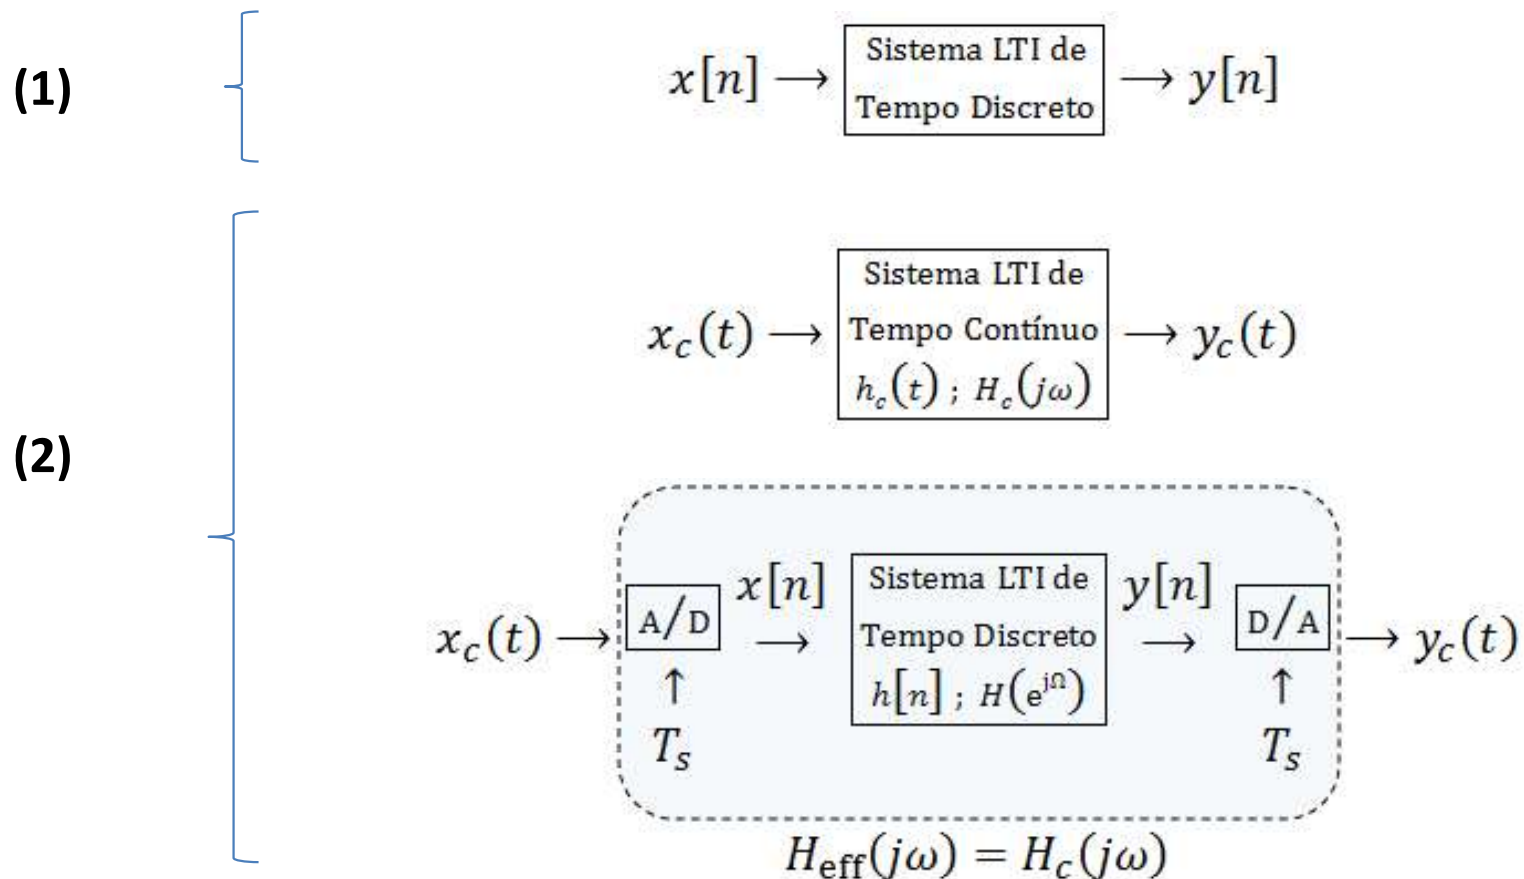 (1)
x[n] → Sistema LTI de Tempo Discreto → y[n]
(2)
x_c(t) → Sistema LTI de Tempo Contínuo h_c(t) ; H_c(jω) → y_c(t)
x_c(t) → A/D x[n] → Sistema LTI de Tempo Discreto h[n] ; H(e^{jΩ}) y[n] → D/A → y_c(t)
↑ ↑
T_s T_s
H_eff(jω) = H_c(jω)